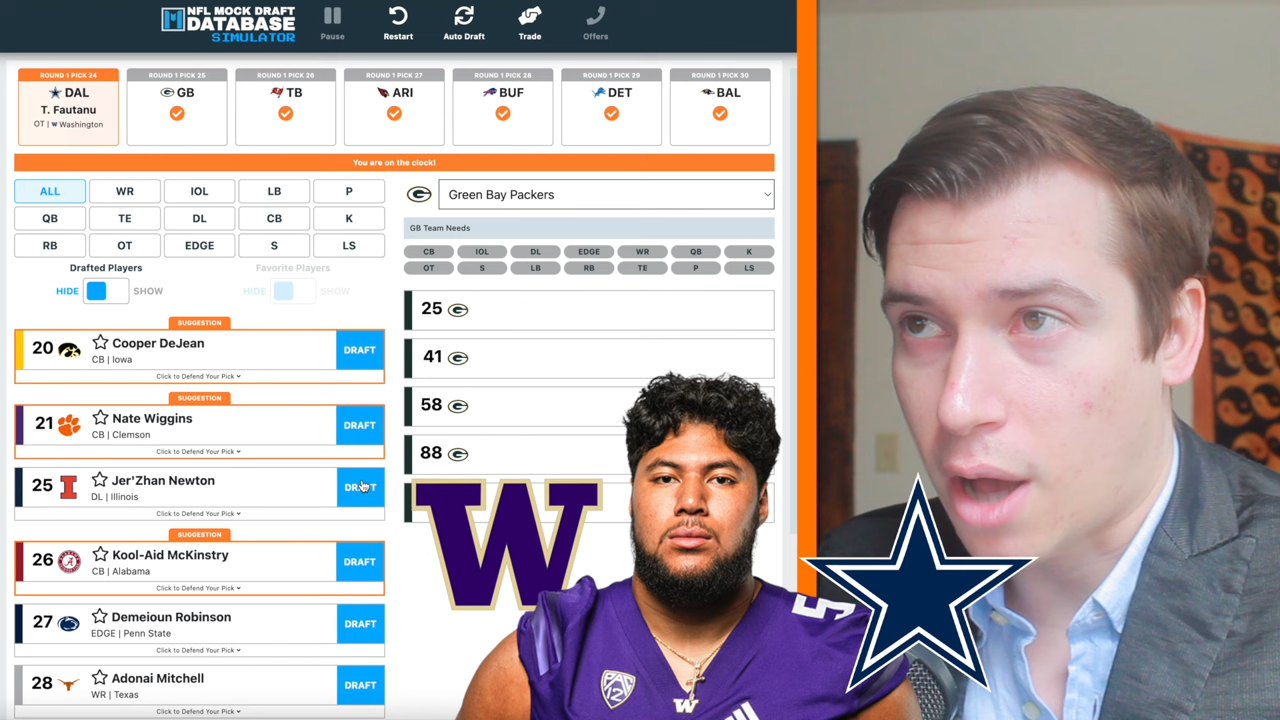 NFL MOCK DRAFT
DATABASE
SIMULATOR
Pause
Restart
Auto Draft
Trade
Offers
ROUND 1 PICK 24
DAL
T. Fautanu
OT | W Washington
ROUND 1 PICK 25
GB
ROUND 1 PICK 26
TB
ROUND 1 PICK 27
ARI
ROUND 1 PICK 28
BUF
ROUND 1 PICK 29
DET
ROUND 1 PICK 30
BAL
You are on the clock!
ALL WR IOL LB P
QB TE DL CB K
RB OT EDGE S LS
Drafted Players
HIDE SHOW
Favorite Players
HIDE SHOW
SUGGESTION
20 Cooper DeJean
CB | Iowa
DRAFT
Click to Defend Your Pick
SUGGESTION
21 Nate Wiggins
CB | Clemson
DRAFT
Click to Defend Your Pick
25 Jer'Zhan Newton
DL | Illinois
DRAFT
Click to Defend Your Pick
SUGGESTION
26 Kool-Aid McKinstry
CB | Alabama
DRAFT
Click to Defend Your Pick
27 Demeioun Robinson
EDGE | Penn State
DRAFT
Click to Defend Your Pick
28 Adonai Mitchell
WR | Texas
DRAFT
Click to Defend Your Pick
G Green Bay Packers
GB Team Needs
CB IOL DL EDGE WR QB K
OT S LB RB TE P LS
25 G
41 G
58 G
88 G
W
PAC
12
W
5